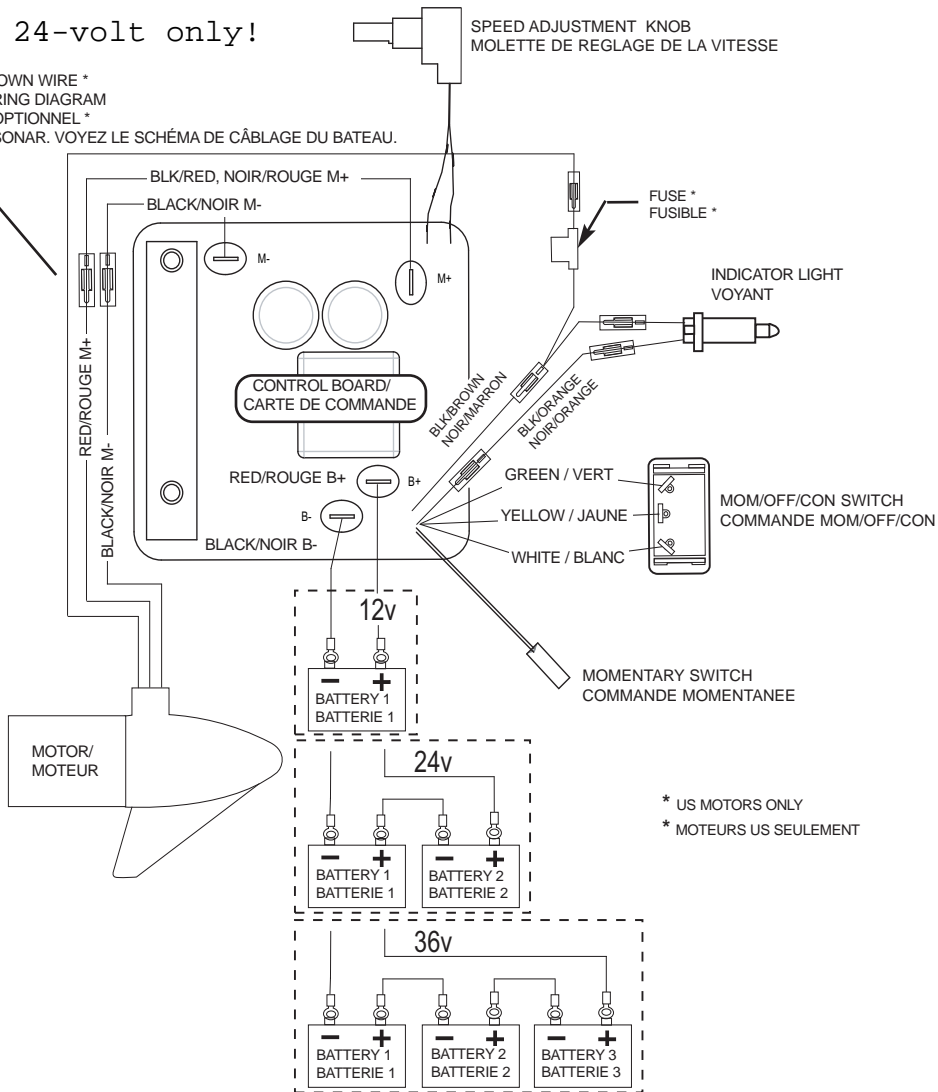 24-volt only!
SPEED ADJUSTMENT KNOB
MOLETTE DE REGLAGE DE LA VITESSE
WIRE *
DIAGRAM
OPTIONNEL *
SONAR. VOYEZ LE SCHÉMA DE CÂBLAGE DU BATEAU.
BLK/RED, NOIR/ROUGE M+
BLACK/NOIR M-
FUSE *
FUSIBLE *
M-
M+
INDICATOR LIGHT
VOYANT
RED/ROUGE M+
BLACK/NOIR M-
CONTROL BOARD/
CARTE DE COMMANDE
BLK/BROWN
NOIR/MARRON
BLK/ORANGE
NOIR/ORANGE
RED/ROUGE B+
B+
GREEN / VERT
YELLOW / JAUNE
WHITE / BLANC
MOM/OFF/CON SWITCH
COMMANDE MOM/OFF/CON
B-
BLACK/NOIR B-
12v
BATTERY 1
BATTERIE 1
MOMENTARY SWITCH
COMMANDE MOMENTANEE
MOTOR/
MOTEUR
24v
BATTERY 1
BATTERIE 1
BATTERY 2
BATTERIE 2
* US MOTORS ONLY
* MOTEURS US SEULEMENT
36v
BATTERY 1
BATTERIE 1
BATTERY 2
BATTERIE 2
BATTERY 3
BATTERIE 3